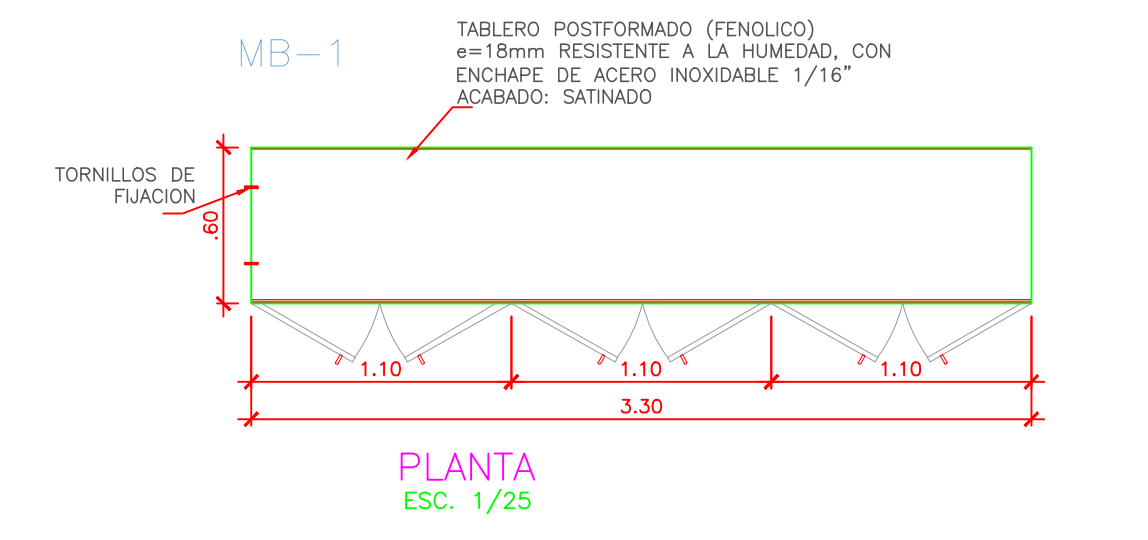 MB-1
TABLERO POSTFORMADO (FENOLICO)
e=18mm RESISTENTE A LA HUMEDAD, CON
ENCHAPE DE ACERO INOXIDABLE 1/16”
ACABADO: SATINADO
TORNILLOS DE
FIJACION
.60
1.10 1.10 1.10
3.30
PLANTA
ESC. 1/25